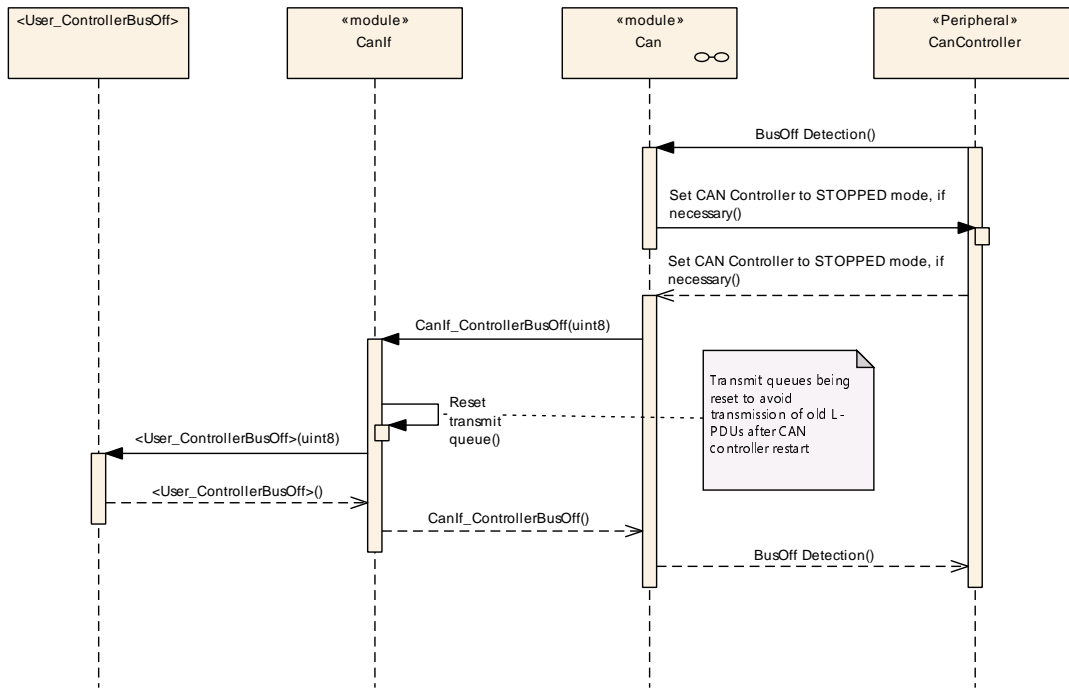 <User_ControllerBusOff>
«module»
CanIf
«module»
Can
«Peripheral»
CanController
BusOff Detection()
Set CAN Controller to STOPPED mode, if
necessary()
Set CAN Controller to STOPPED mode, if
necessary()
CanIf_ControllerBusOff(uint8)
Reset
transmit
queue()
Transmit queues being
reset to avoid
transmission of old L-
PDUs after CAN
controller restart
<User_ControllerBusOff>(uint8)
<User_ControllerBusOff>()
CanIf_ControllerBusOff()
BusOff Detection()